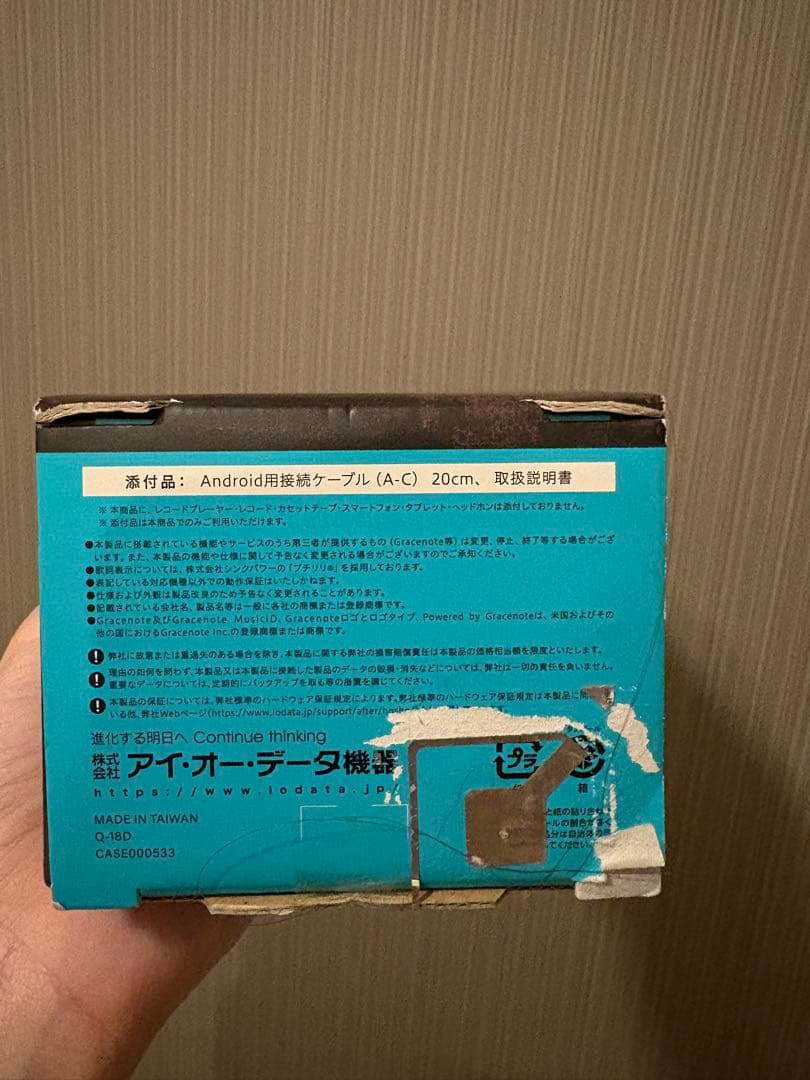 添付品： Android用接続ケーブル（A-C） 20cm、 取扱説明書
※ 本商品に、レコードプレーヤー・レコード・カセットテープ・スマートフォン・タブレット・ヘッドホンは添付しておりません。
※ 添付品は本商品でのみご利用いただけます。
●本製品に搭載されている機能やサービスのうち第三者が提供するもの（Gracenote等）は変更、停止、終了等する場合がござ
います。また、本製品の機能や仕様に関して予告なく変更される場合がございますのでご承知ください。
●歌詞表示については、株式会社シンクパワーの「プチリリ®」を採用しております。
●表記している対応機種以外での動作保証はいたしかねます。
●仕様および外観は製品改良のため予告なく変更されることがあります。
●記載されている会社名、製品名等は一般に各社の商標または登録商標です。
●Gracenote及びGracenote MusicID、Gracenoteロゴとロゴタイプ、Powered by Gracenoteは、米国およびその
他の国におけるGracenote Inc.の登録商標または商標です。
! 弊社に故意または重過失のある場合を除き、本製品に関する弊社の損害賠償責任は本製品の価格相当額を限度といたします。
! 理由の如何を問わず、本製品又は本製品に接続した製品のデータの毀損・消失などについては、弊社は一切の責任を負いません。
重要なデータについては、定期的にバックアップを取る等の措置を講じてください。
! 本製品の保証については、弊社標準のハードウェア保証規定によります。弊社標準のハードウェア保証規定は本製品に
いる他、弊社Webページ(https://www.iodata.jp/support/after/
進化する明日へ Continue thinking
株式会社 アイ・オー・データ機器
https://www.iodata.jp/
プラ
箱
と紙の貼り合
ールの割合が
分は自治体の
てください。
MADE IN TAIWAN
Q-18D
CASE000533